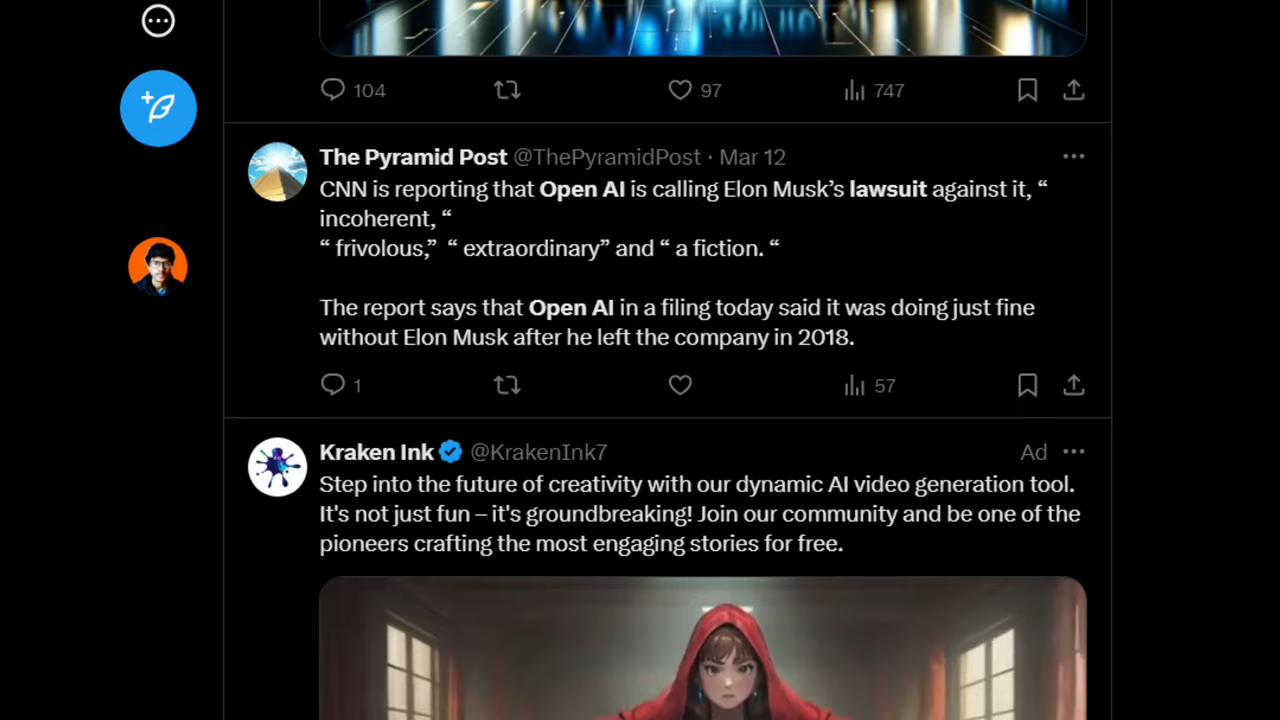 104 97 747
The Pyramid Post @ThePyramidPost · Mar 12
CNN is reporting that Open AI is calling Elon Musk’s lawsuit against it, “
incoherent, “
“ frivolous,” “ extraordinary” and “ a fiction. “
The report says that Open AI in a filing today said it was doing just fine
without Elon Musk after he left the company in 2018.
1 57
Kraken Ink @KrakenInk7 Ad
Step into the future of creativity with our dynamic AI video generation tool.
It's not just fun – it's groundbreaking! Join our community and be one of the
pioneers crafting the most engaging stories for free.